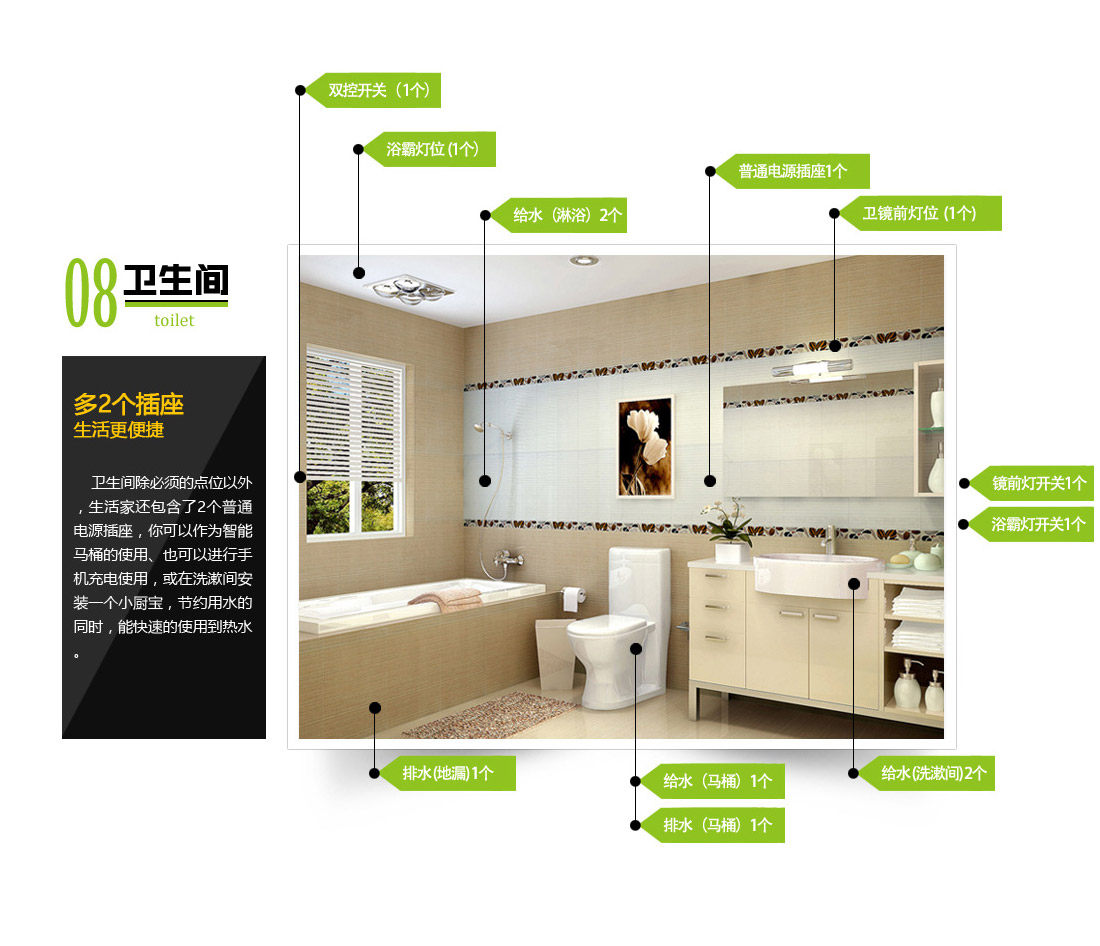 双控开关（1个）
浴霸灯位 (1个）
普通电源插座1个
给水（淋浴）2个
卫镜前灯位 (1个)
08 卫生间
toilet
多2个插座
生活更便捷
卫生间除必须的点位以外
，生活家还包含了2个普通
电源插座，你可以作为智能
马桶的使用、也可以进行手
机充电使用，或在洗漱间安
装一个小厨宝，节约用水的
同时，能快速的使用到热水
。
镜前灯开关1个
浴霸灯开关1个
排水(地漏)1个
给水（马桶）1个
给水(洗漱间)2个
排水（马桶）1个